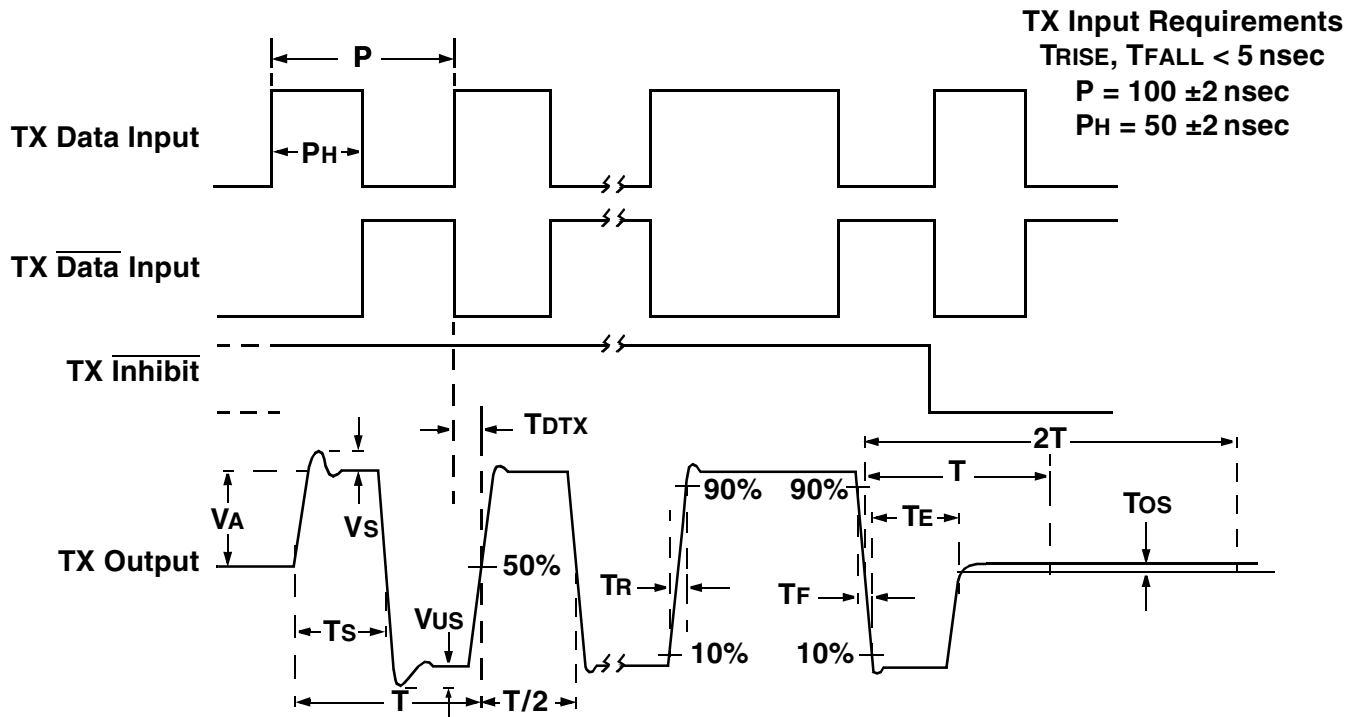 TX Input Requirements
TRISE, TFALL < 5 nsec
P = 100 ±2 nsec
PH = 50 ±2 nsec
P
TX Data Input
PH
TX D̅a̅t̅a̅ Input
TX I̅n̅h̅i̅b̅i̅t̅
TDTX
2T
T
VA
VS
90%
90%
TE
TOS
TX Output
50%
TR
TF
TS
VUS
10%
10%
T
T/2